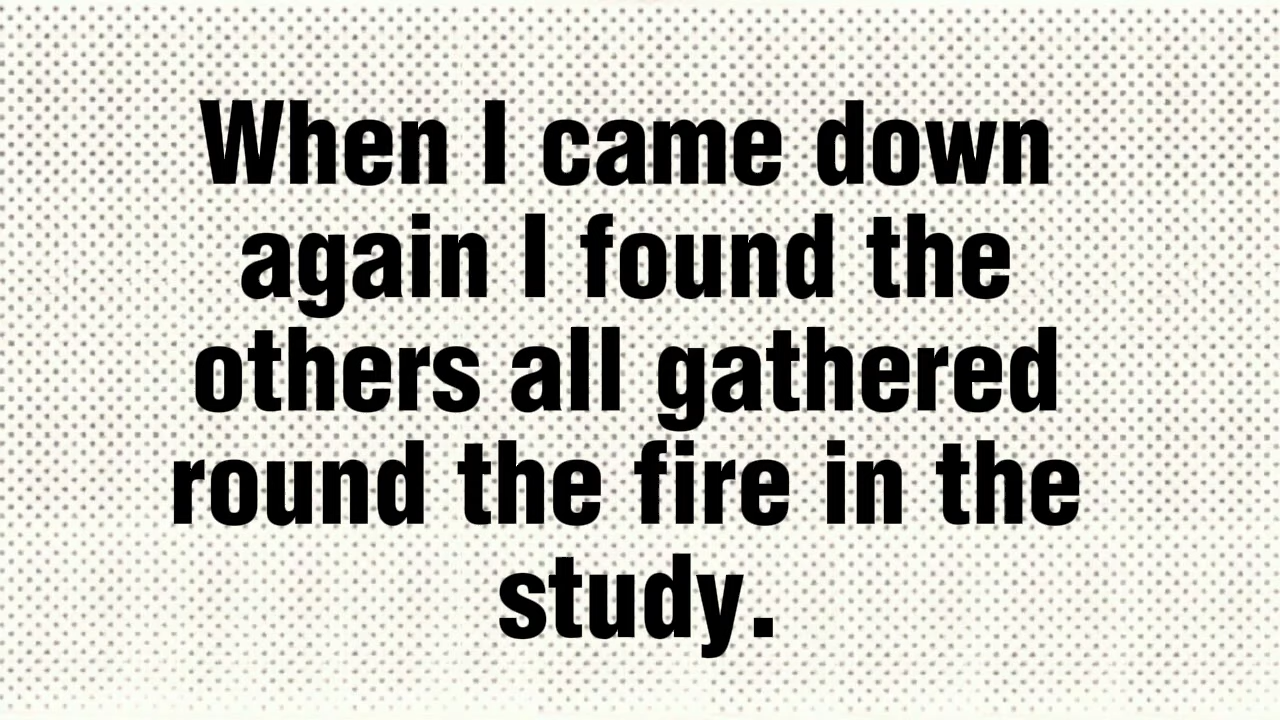 When I came down
again I found the
others all gathered
round the fire in the
study.